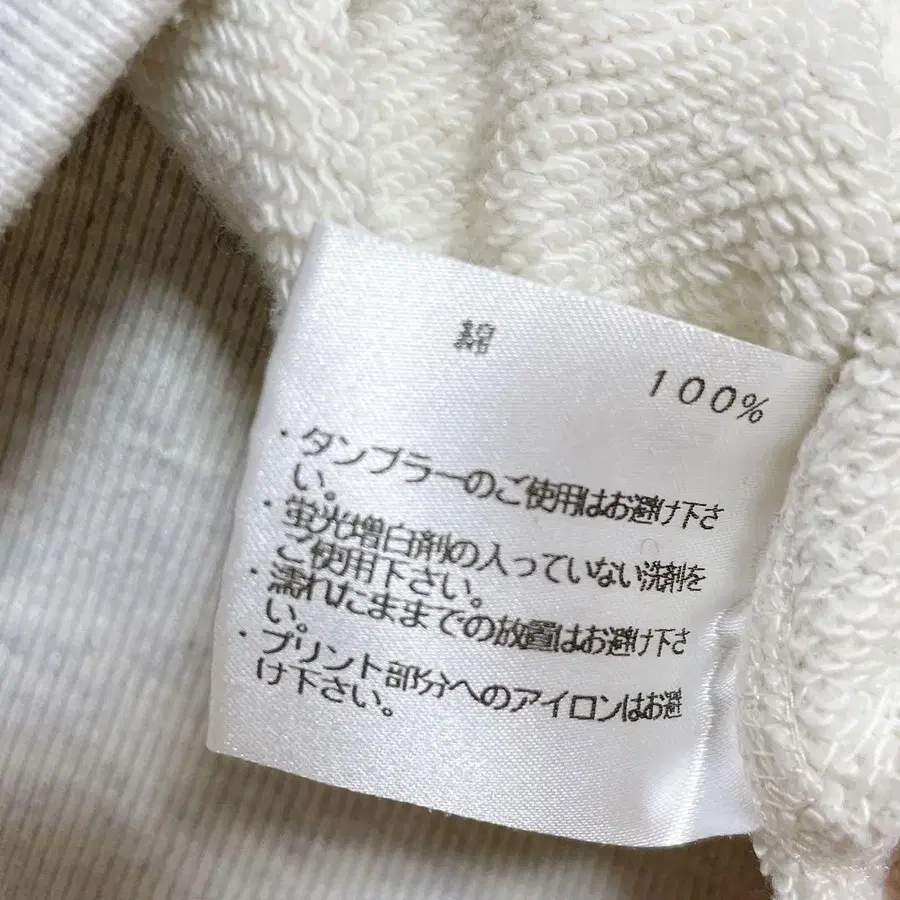 綿
100%
・タンブラーのご使用はお避け下さ
い。
・蛍光増白剤の入っていない洗剤を
ご使用下さい。
・濡れたままでの放置はお避け下さ
い。
・プリント部分へのアイロンはお避
け下さい。